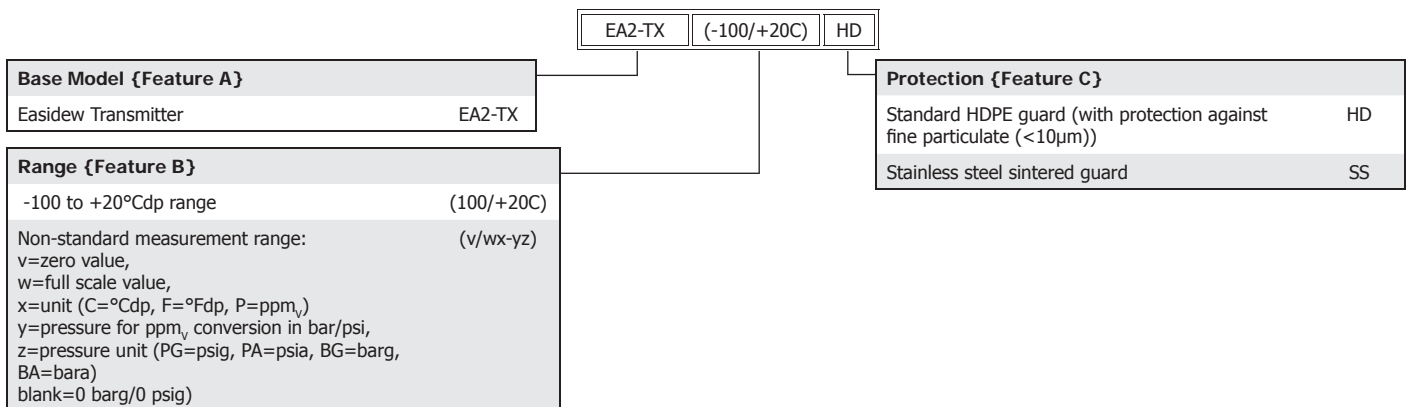 EA2-TX (-100/+20C) HD
Base Model {Feature A}
Easidew Transmitter EA2-TX
Range {Feature B}
-100 to +20°Cdp range (100/+20C)
Non-standard measurement range: (v/wx-yz)
v=zero value,
w=full scale value,
x=unit (C=°Cdp, F=°Fdp, P=ppmv)
y=pressure for ppmv conversion in bar/psi,
z=pressure unit (PG=psig, PA=psia, BG=barg,
BA=bara)
blank=0 barg/0 psig)
Protection {Feature C}
Standard HDPE guard (with protection against HD
fine particulate (<10µm))
Stainless steel sintered guard SS